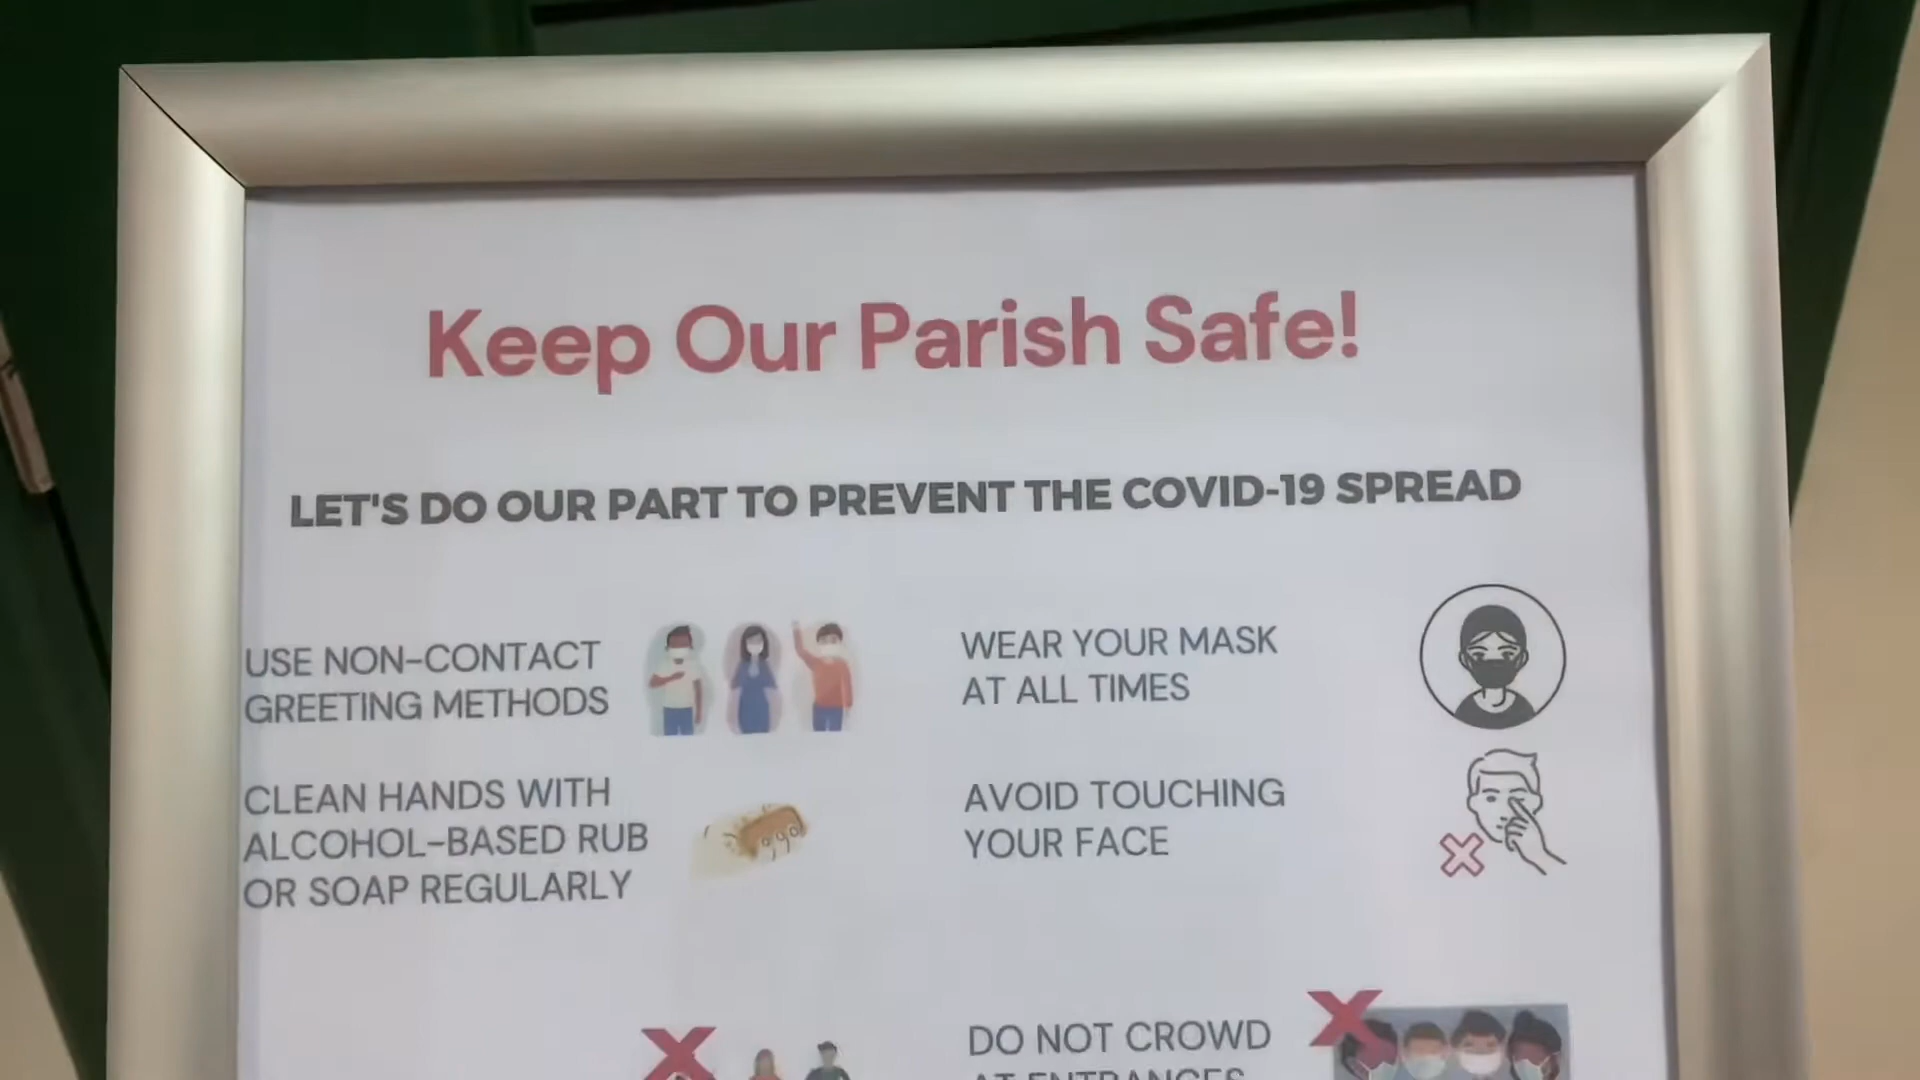 Keep Our Parish Safe!
LET'S DO OUR PART TO PREVENT THE COVID-19 SPREAD
USE NON-CONTACT
GREETING METHODS
WEAR YOUR MASK
AT ALL TIMES
CLEAN HANDS WITH
ALCOHOL-BASED RUB
OR SOAP REGULARLY
AVOID TOUCHING
YOUR FACE
DO NOT CROWD
AT ENTRANCES